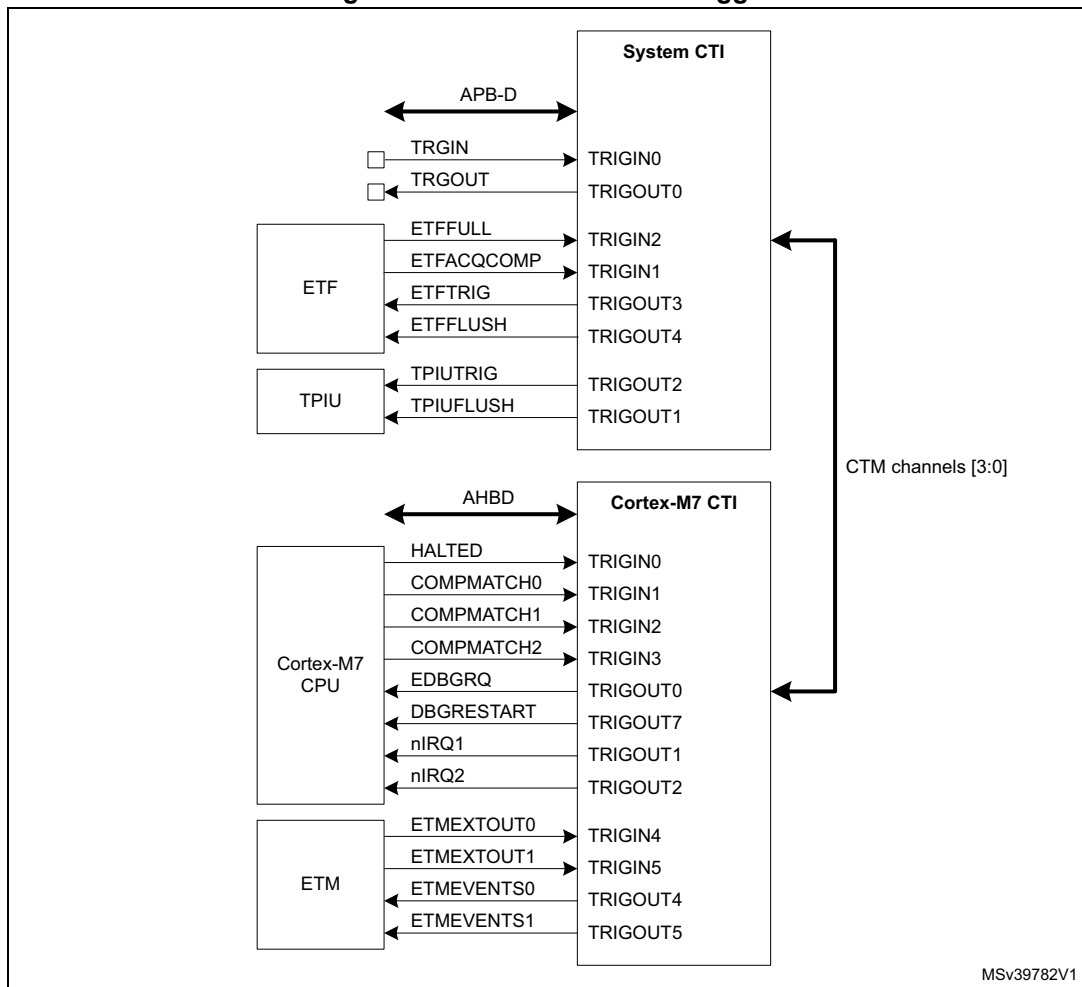 System CTI
APB-D
TRGIN
TRIGIN0
TRGOUT
TRIGOUT0
ETF
ETFFULL
TRIGIN2
ETFACQCOMP
TRIGIN1
ETFTRIG
TRIGOUT3
ETFFLUSH
TRIGOUT4
TPIU
TPIUTRIG
TRIGOUT2
TPIUFLUSH
TRIGOUT1
CTM channels [3:0]
Cortex-M7 CTI
AHBD
Cortex-M7
CPU
HALTED
TRIGIN0
COMPMATCH0
TRIGIN1
COMPMATCH1
TRIGIN2
COMPMATCH2
TRIGIN3
EDBGRQ
TRIGOUT0
DBGRESTART
TRIGOUT7
nIRQ1
TRIGOUT1
nIRQ2
TRIGOUT2
ETM
ETMEXTOUT0
TRIGIN4
ETMEXTOUT1
TRIGIN5
ETMEVENTS0
TRIGOUT4
ETMEVENTS1
TRIGOUT5
MSv39782V1